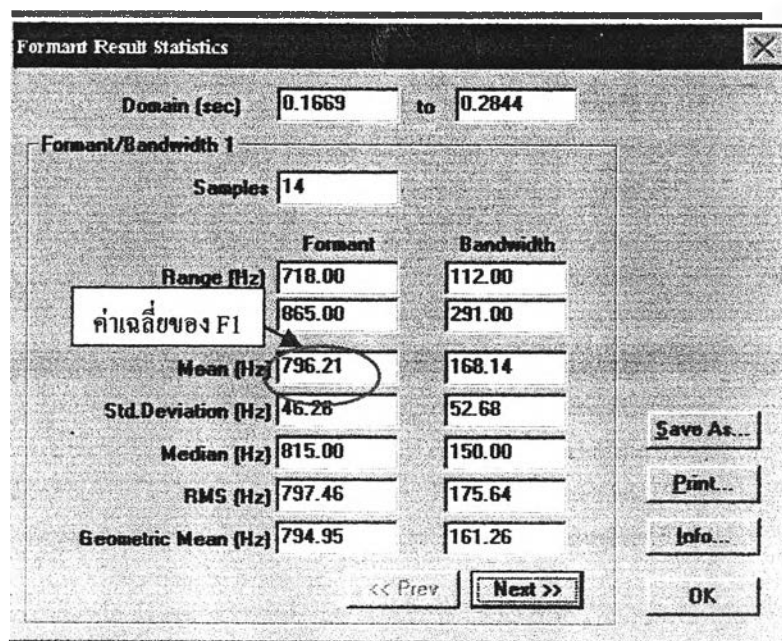 Formant Result Statistics
Domain (sec) 0.1669 to 0.2844
Formant/Bandwidth 1
Samples 14
Formant Bandwidth
Range (Hz) 718.00 112.00
ค่าเฉลี่ยของ F1 865.00 291.00
Mean (Hz) 796.21 168.14
Std.Deviation (Hz) 46.28 52.68
Median (Hz) 815.00 150.00
RMS (Hz) 797.46 175.64
Geometric Mean (Hz) 794.95 161.26
Save As...
Print...
Info...
<< Prev Next >> OK